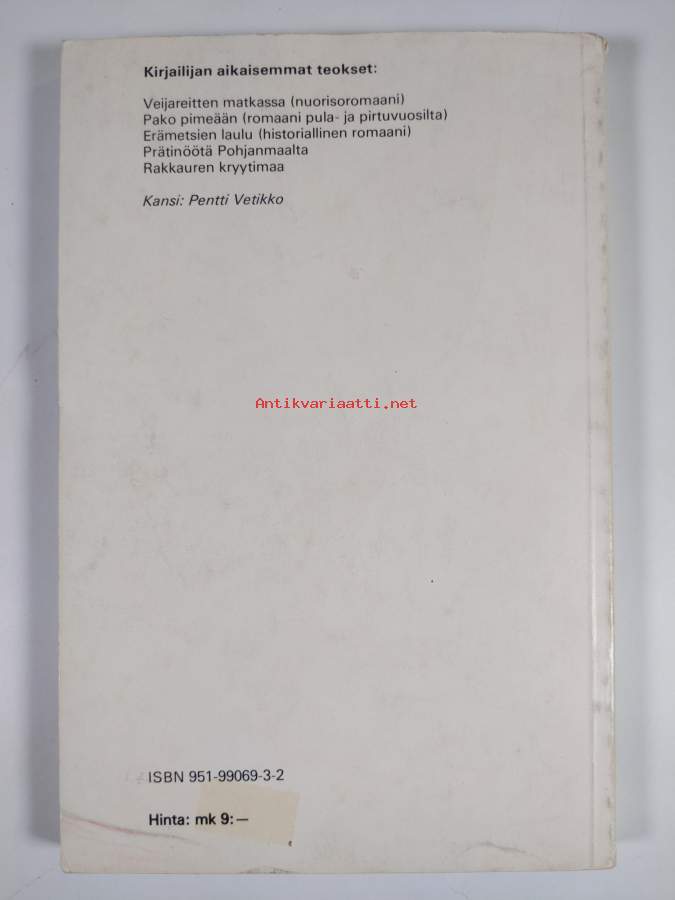 Kirjailijan aikaisemmat teokset:
Veijareitten matkassa (nuorisoromaani)
Pako pimeään (romaani pula- ja pirtuvuosilta)
Erämetsien laulu (historiallinen romaani)
Prätinöötä Pohjanmaalta
Rakkauren kryytimaa
Kansi: Pentti Vetikko
Antikvariaatti.net
ISBN 951-99069-3-2
Hinta: mk 9:—